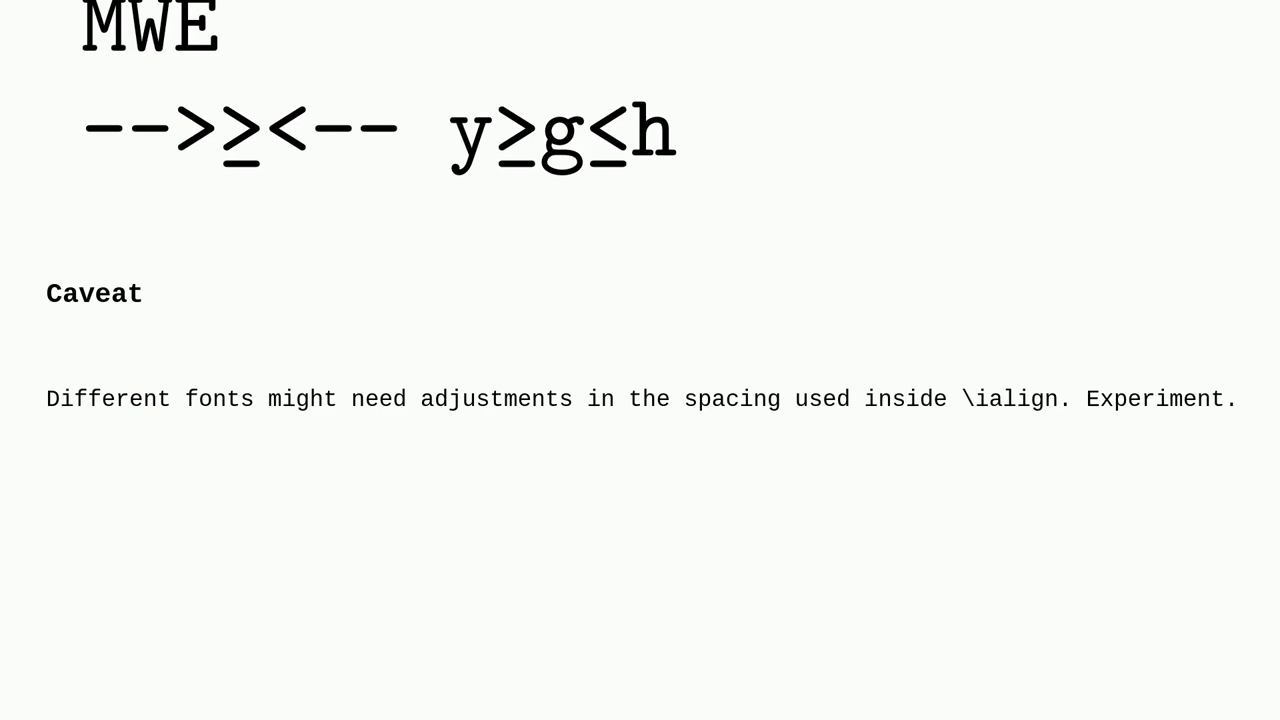 MWE
-->≥<-- y≥g≤h
Caveat
Different fonts might need adjustments in the spacing used inside \ialign. Experiment.